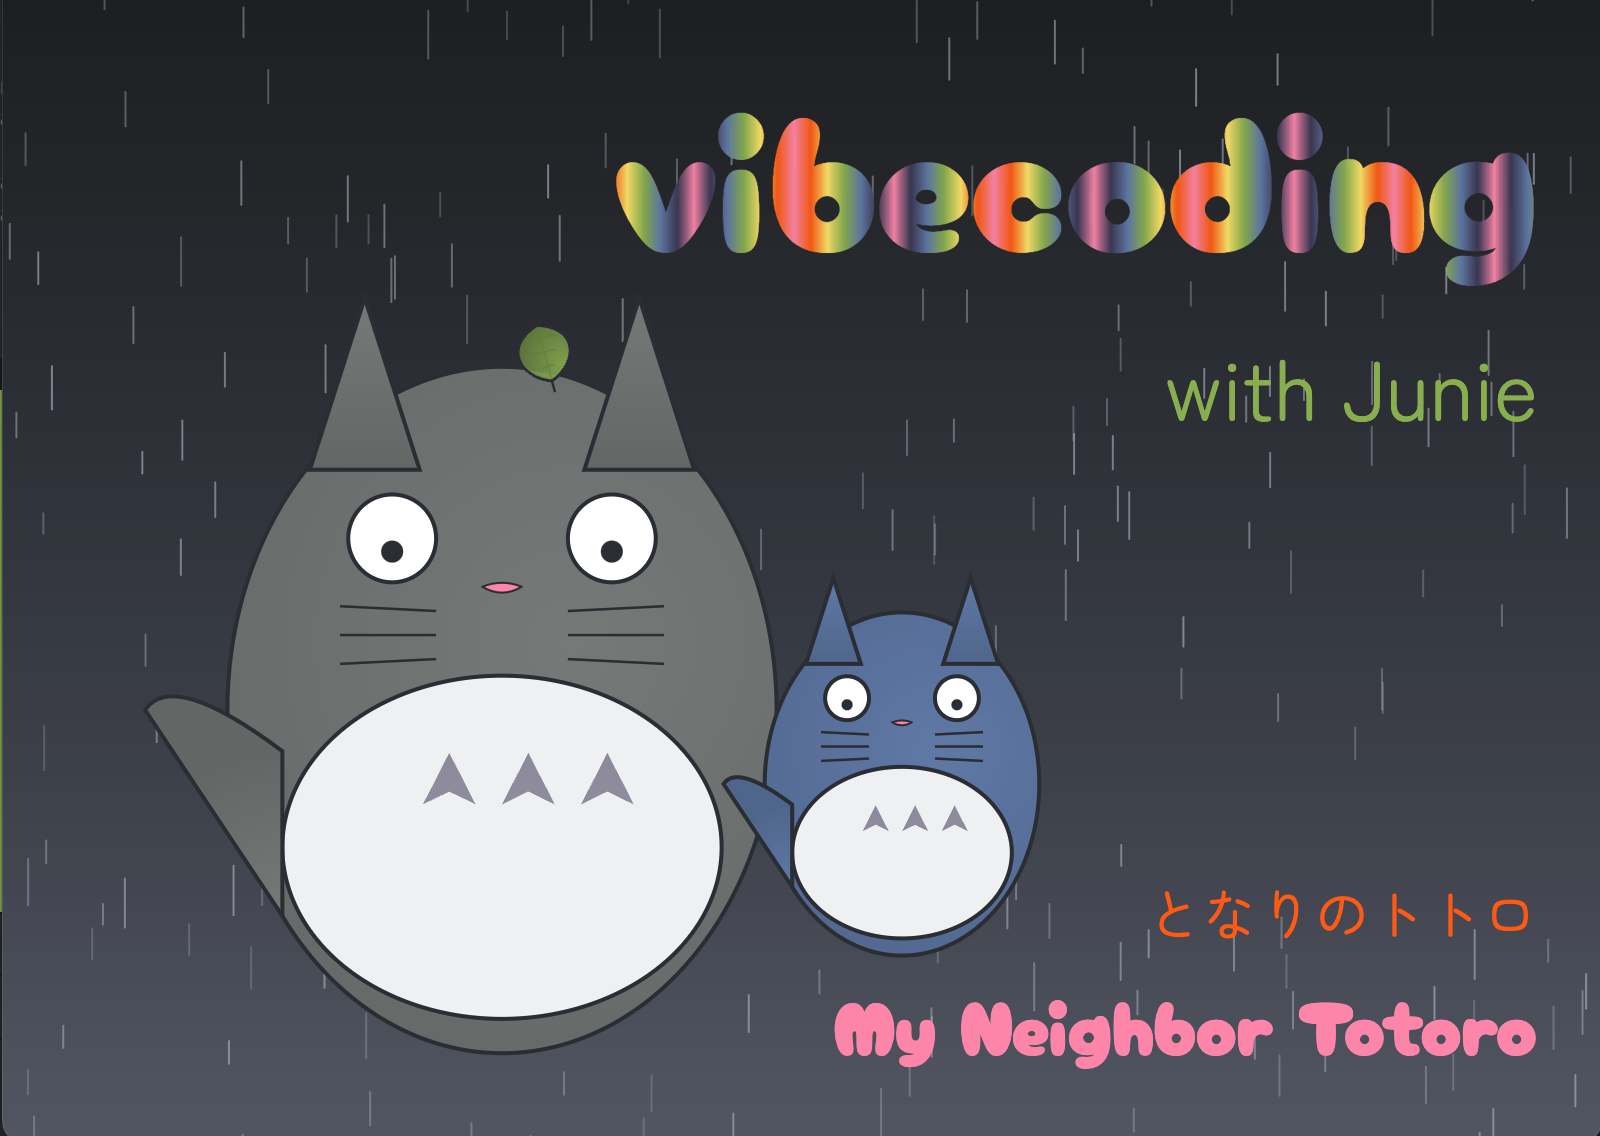 vibecoding
with Junie
となりのトトロ
My Neighbor Totoro